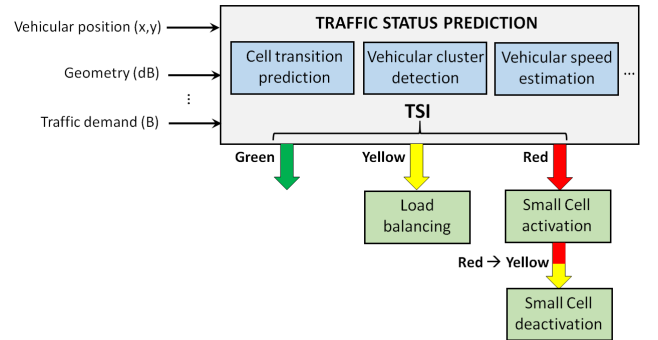 Vehicular position (x,y)
Geometry (dB)
⋮
Traffic demand (B)
TRAFFIC STATUS PREDICTION
Cell transition
prediction
Vehicular cluster
detection
Vehicular speed
estimation
...
TSI
Green
Yellow
Red
Load
balancing
Small Cell
activation
Red → Yellow
Small Cell
deactivation